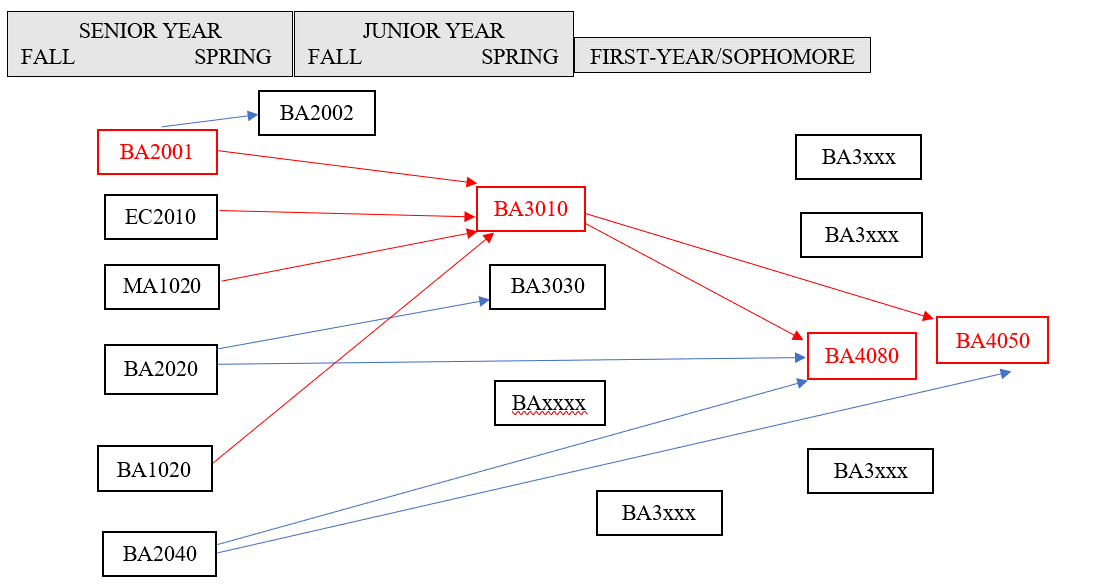 SENIOR YEAR
FALL SPRING
JUNIOR YEAR
FALL SPRING
FIRST-YEAR/SOPHOMORE
BA2002
BA2001
BA3xxx
EC2010
BA3010
BA3xxx
MA1020
BA3030
BA2020
BA4080
BA4050
BAxxxx
BA1020
BA3xxx
BA3xxx
BA2040